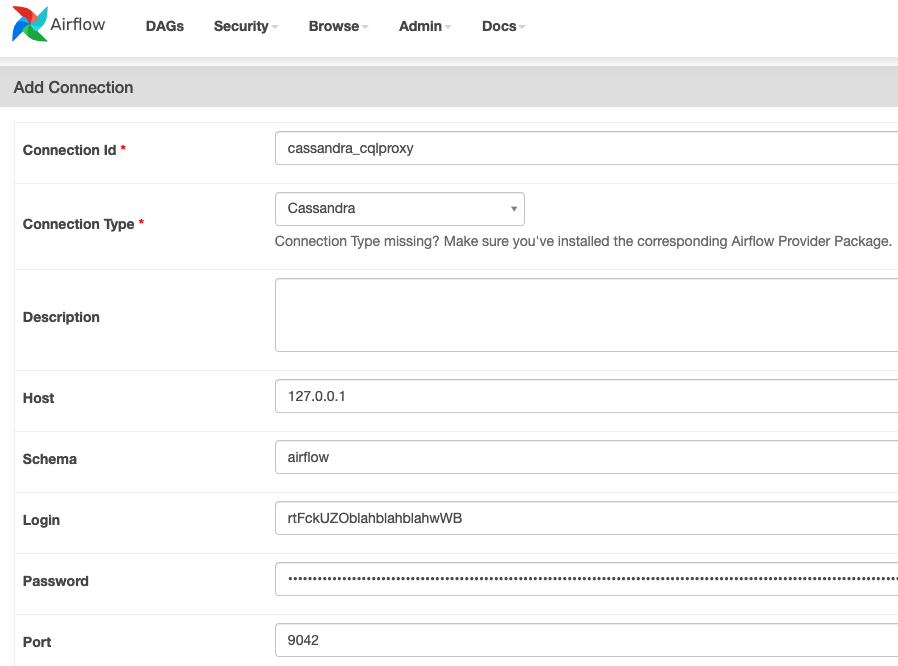 Airflow DAGs Security Browse Admin Docs
Add Connection
Connection Id * cassandra_cqlproxy
Connection Type * Cassandra
Connection Type missing? Make sure you've installed the corresponding Airflow Provider Package.
Description
Host 127.0.0.1
Schema airflow
Login rtFckUZOblahblahblahwWB
Password ••••••••••••••••••••••••••••••••••••••••••••••••••••••••••••••••••••••••••••••••••••••••••••••••••••••••••••••••••••••••
Port 9042